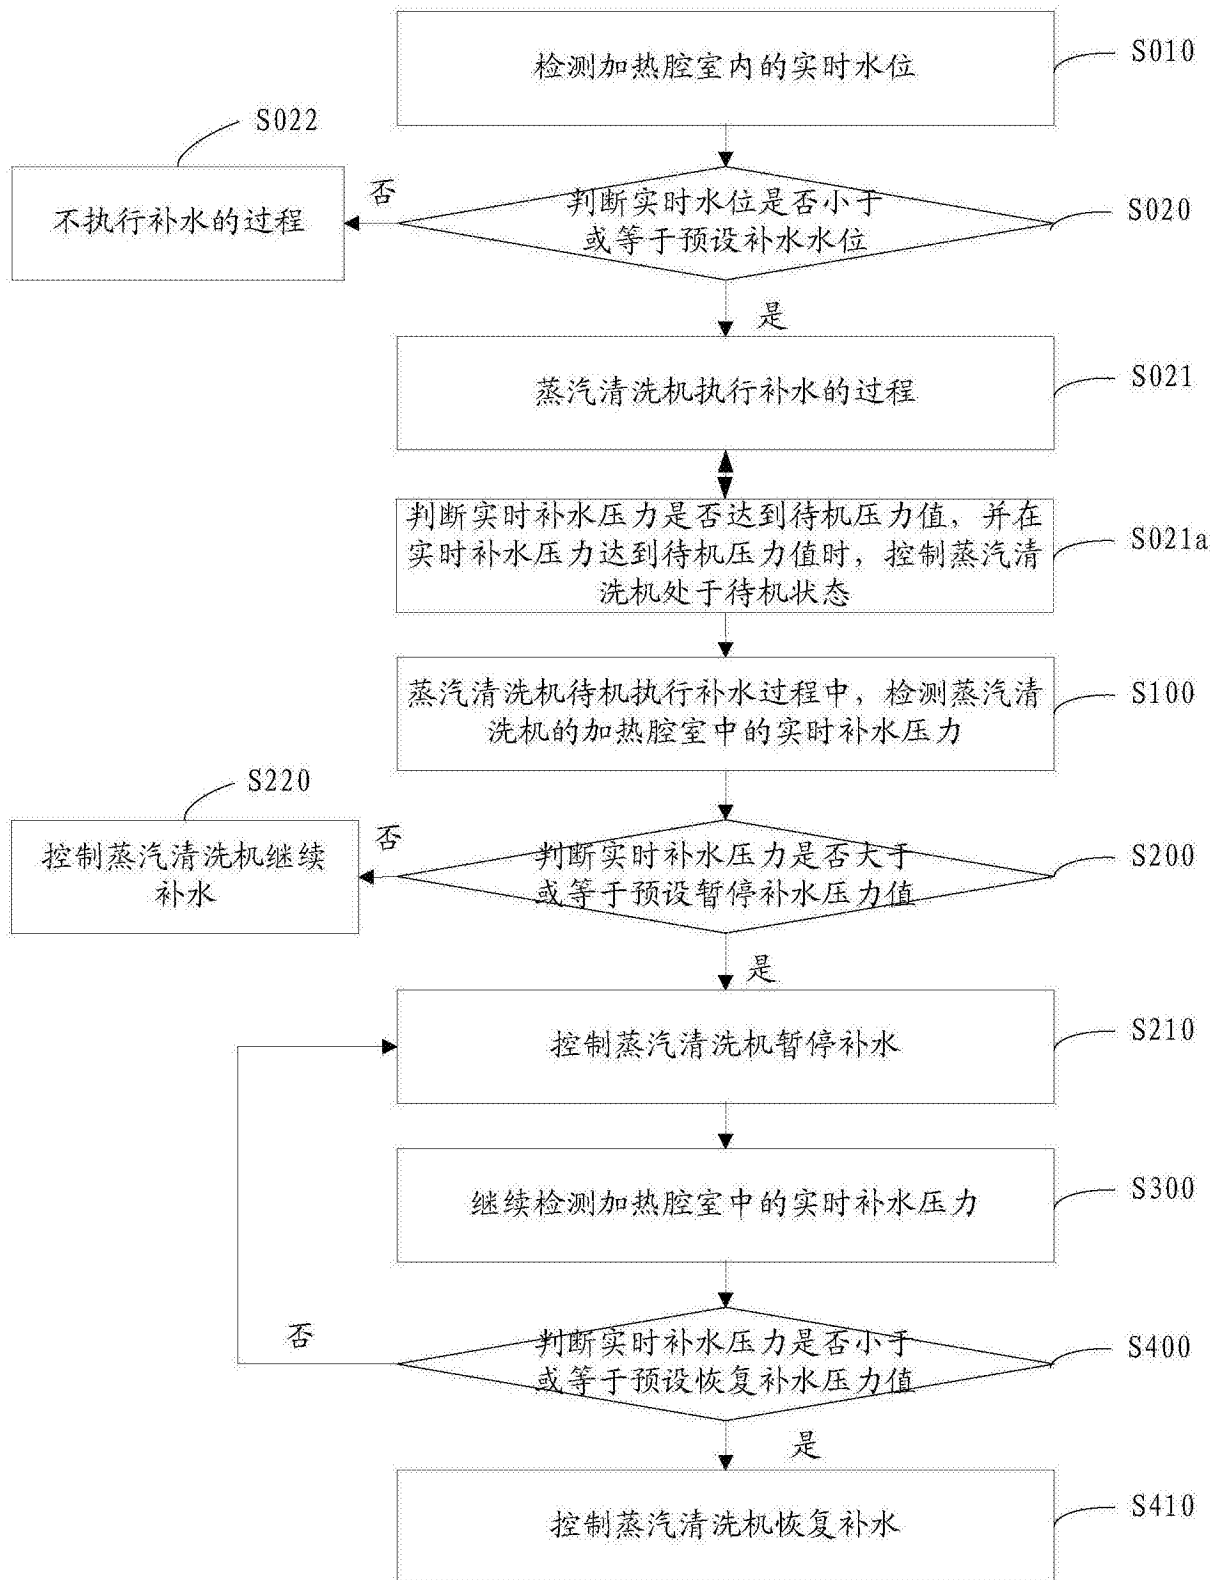 检测加热腔室内的实时水位
S010
S022
不执行补水的过程
否
判断实时水位是否小于
或等于预设补水水位
S020
是
蒸汽清洗机执行补水的过程
S021
判断实时补水压力是否达到待机压力值，并在
实时补水压力达到待机压力值时，控制蒸汽清
洗机处于待机状态
S021a
蒸汽清洗机待机执行补水过程中，检测蒸汽清
洗机的加热腔室中的实时补水压力
S100
S220
控制蒸汽清洗机继续
补水
否
判断实时补水压力是否大于
或等于预设暂停补水压力值
S200
是
控制蒸汽清洗机暂停补水
S210
继续检测加热腔室中的实时补水压力
S300
否
判断实时补水压力是否小于
或等于预设恢复补水压力值
S400
是
控制蒸汽清洗机恢复补水
S410